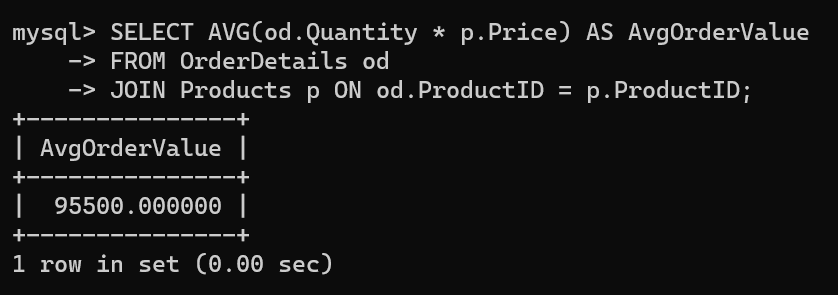 mysql> SELECT AVG(od.Quantity * p.Price) AS AvgOrderValue
    -> FROM OrderDetails od
    -> JOIN Products p ON od.ProductID = p.ProductID;
+---------------+
| AvgOrderValue |
+---------------+
|  95500.000000 |
+---------------+
1 row in set (0.00 sec)